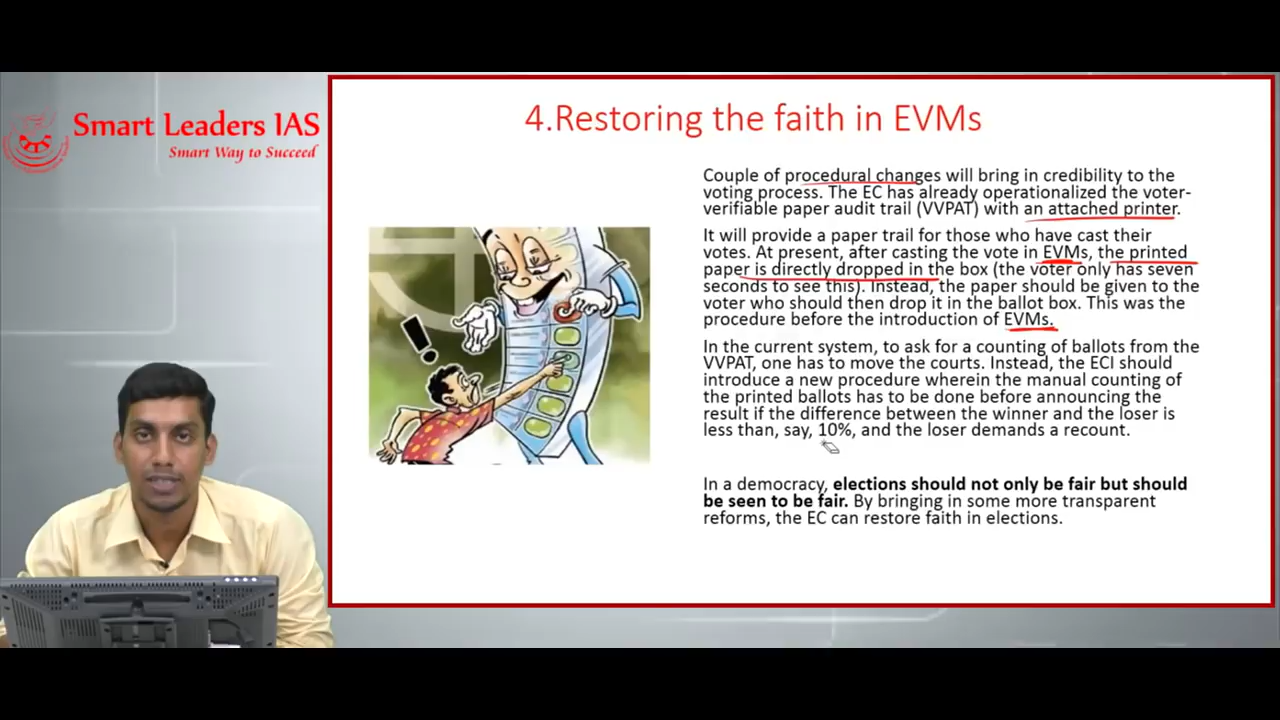 Smart Leaders IAS
Smart Way to Succeed
4.Restoring the faith in EVMs
Couple of procedural changes will bring in credibility to the
voting process. The EC has already operationalized the voter-
verifiable paper audit trail (VVPAT) with an attached printer.
It will provide a paper trail for those who have cast their
votes. At present, after casting the vote in EVMs, the printed
paper is directly dropped in the box (the voter only has seven
seconds to see this). Instead, the paper should be given to the
voter who should then drop it in the ballot box. This was the
procedure before the introduction of EVMs.
In the current system, to ask for a counting of ballots from the
VVPAT, one has to move the courts. Instead, the ECI should
introduce a new procedure wherein the manual counting of
the printed ballots has to be done before announcing the
result if the difference between the winner and the loser is
less than, say, 10%, and the loser demands a recount.
In a democracy, elections should not only be fair but should
be seen to be fair. By bringing in some more transparent
reforms, the EC can restore faith in elections.